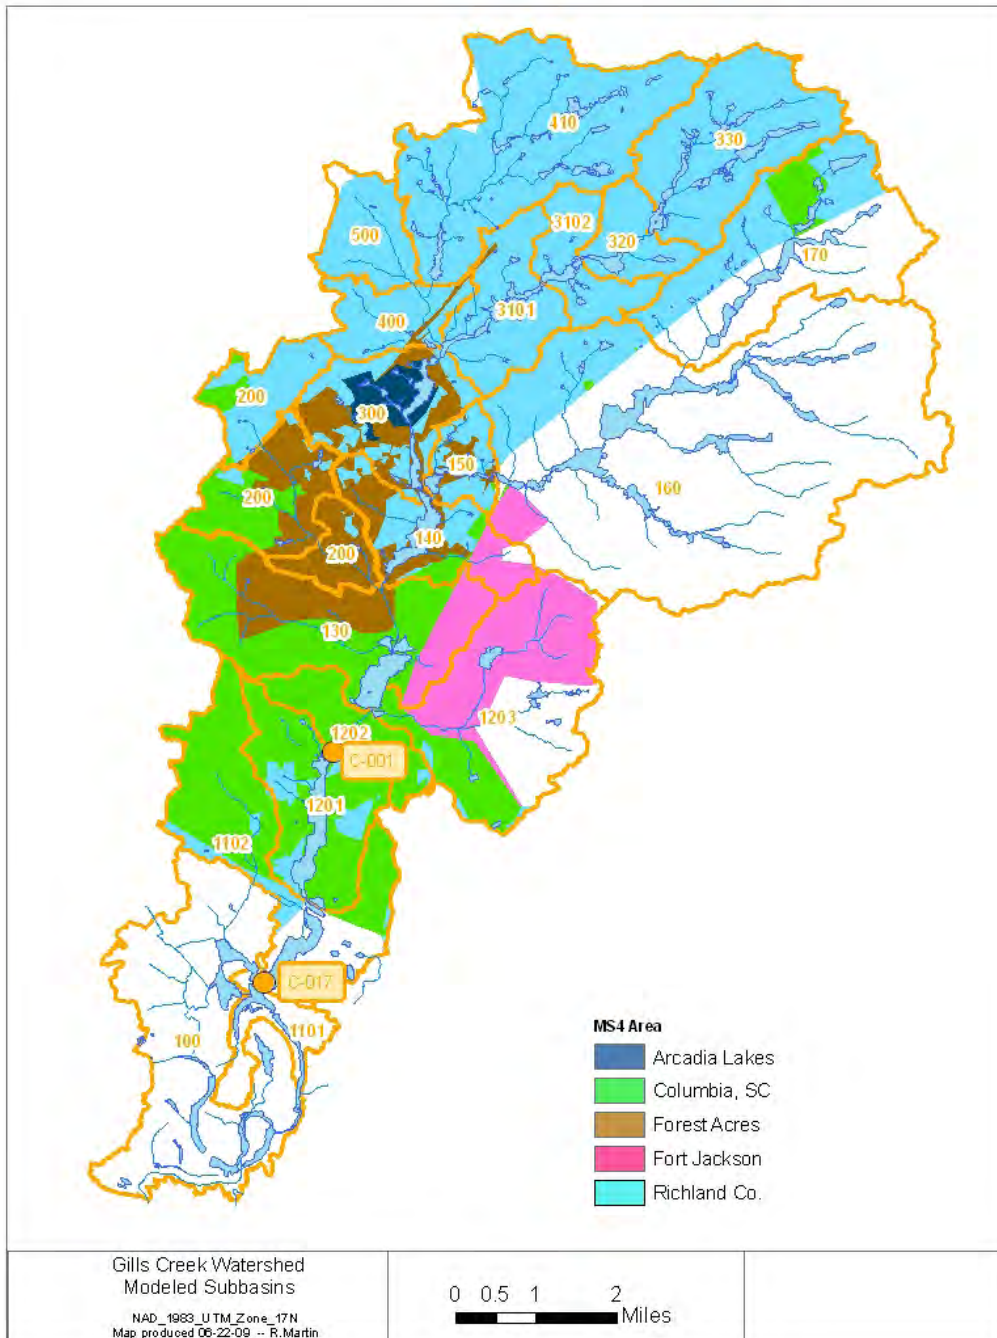 410
330
3102
500
320
170
3101
400
200
300
150
160
200
140
200
130
1203
1202
C-001
1201
1102
C-017
100
1101
MS4 Area
Arcadia Lakes
Columbia, SC
Forest Acres
Fort Jackson
Richland Co.
Gills Creek Watershed
Modeled Subbasins
NAD_1983_UTM_Zone_17N
Map produced 06-22-09 -- R.Martin
0 0.5 1 2
Miles